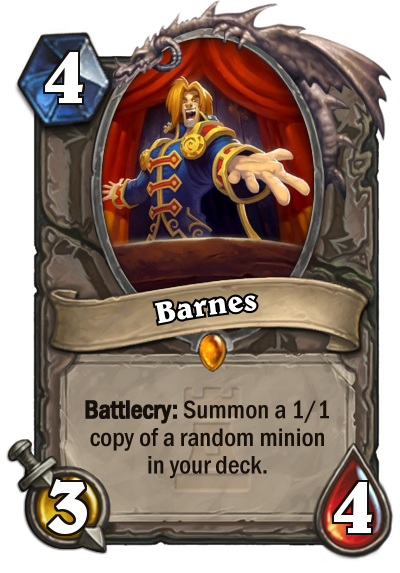 4
Barnes
Battlecry: Summon a 1/1
copy of a random minion
in your deck.
3
4